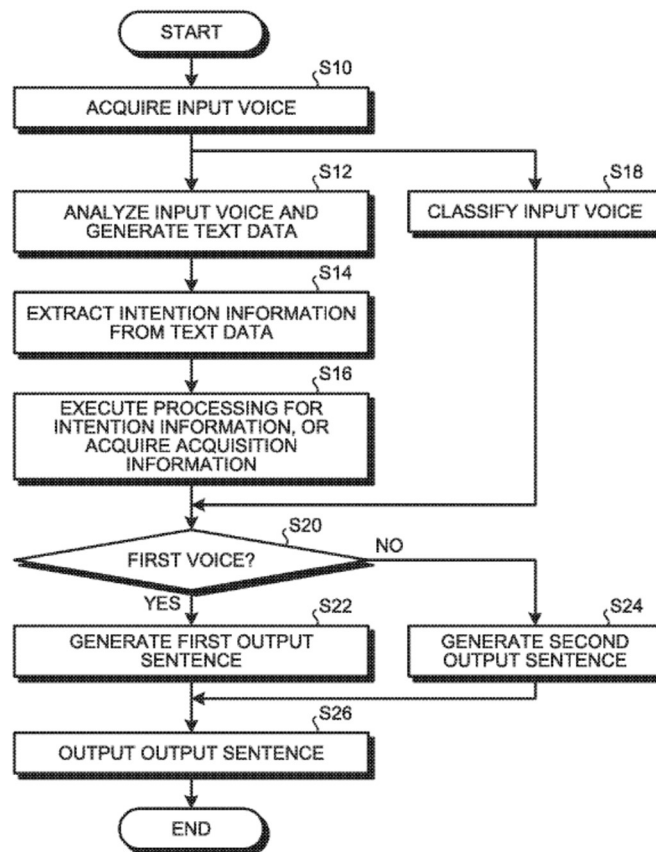 START
S10
ACQUIRE INPUT VOICE
S12
ANALYZE INPUT VOICE AND
GENERATE TEXT DATA
S18
CLASSIFY INPUT VOICE
S14
EXTRACT INTENTION INFORMATION
FROM TEXT DATA
S16
EXECUTE PROCESSING FOR
INTENTION INFORMATION, OR
ACQUIRE ACQUISITION
INFORMATION
S20
FIRST VOICE?
NO
YES
S22
GENERATE FIRST OUTPUT
SENTENCE
S24
GENERATE SECOND
OUTPUT SENTENCE
S26
OUTPUT OUTPUT SENTENCE
END